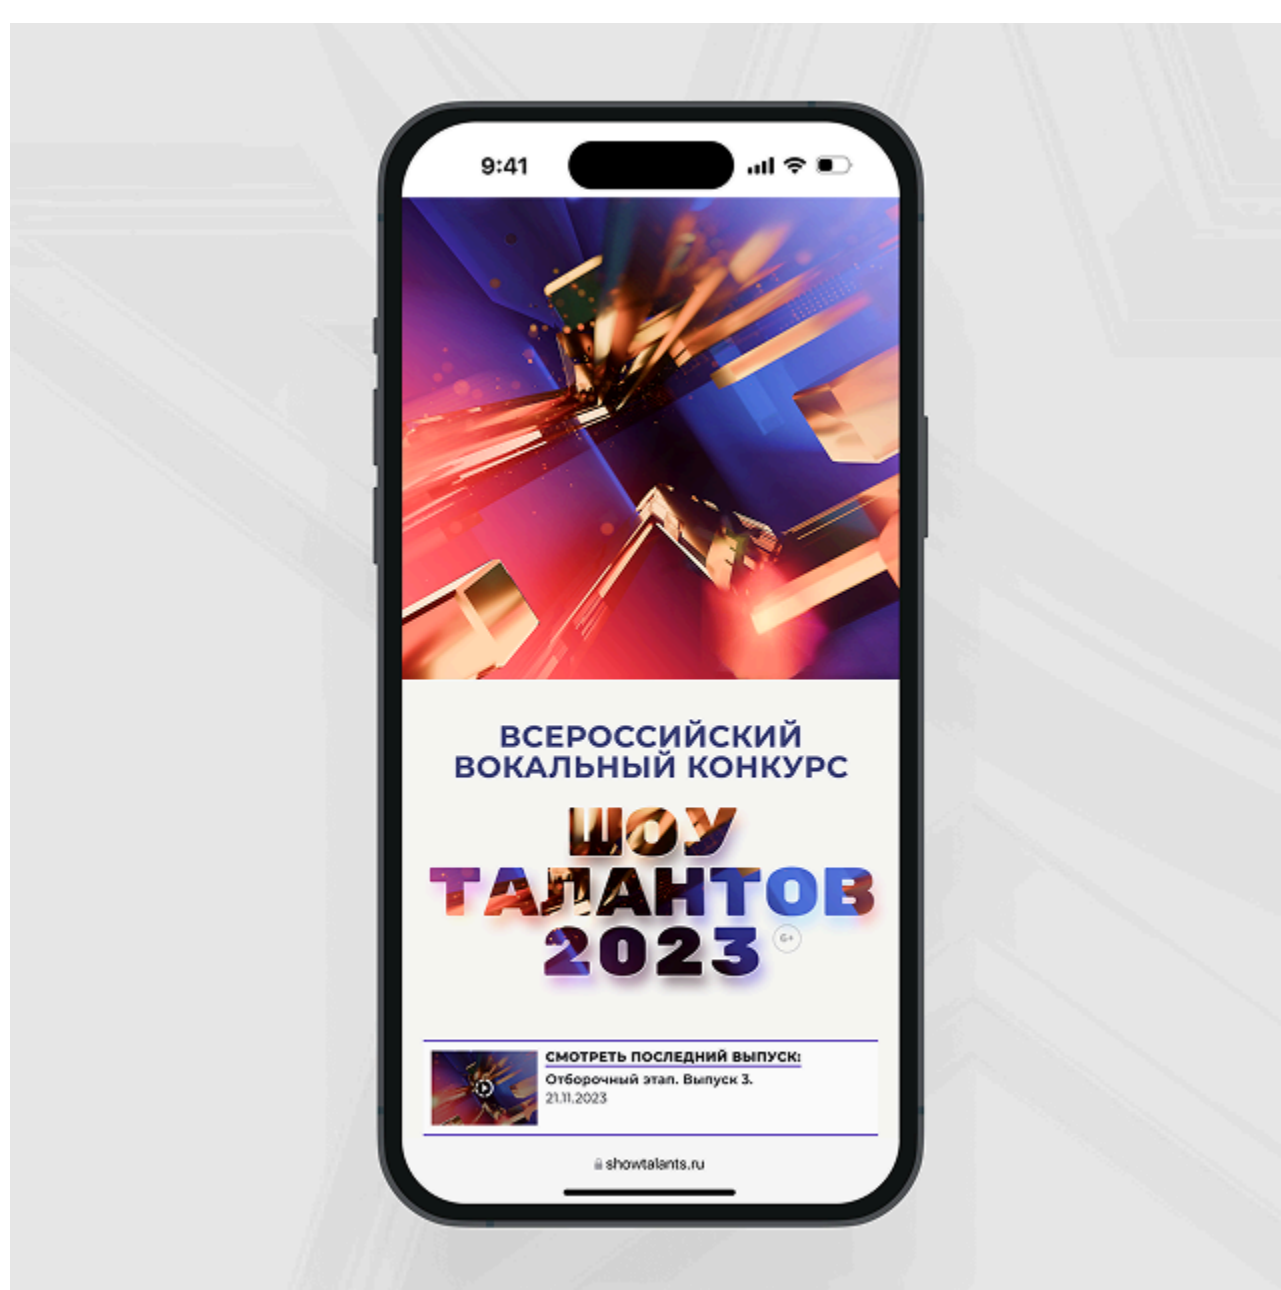 9:41
ВСЕРОССИЙСКИЙ
ВОКАЛЬНЫЙ КОНКУРС
ШОУ
ТАЛАНТОВ
2023
6+
СМОТРЕТЬ ПОСЛЕДНИЙ ВЫПУСК:
Отборочный этап. Выпуск 3.
21.11.2023
showtalants.ru